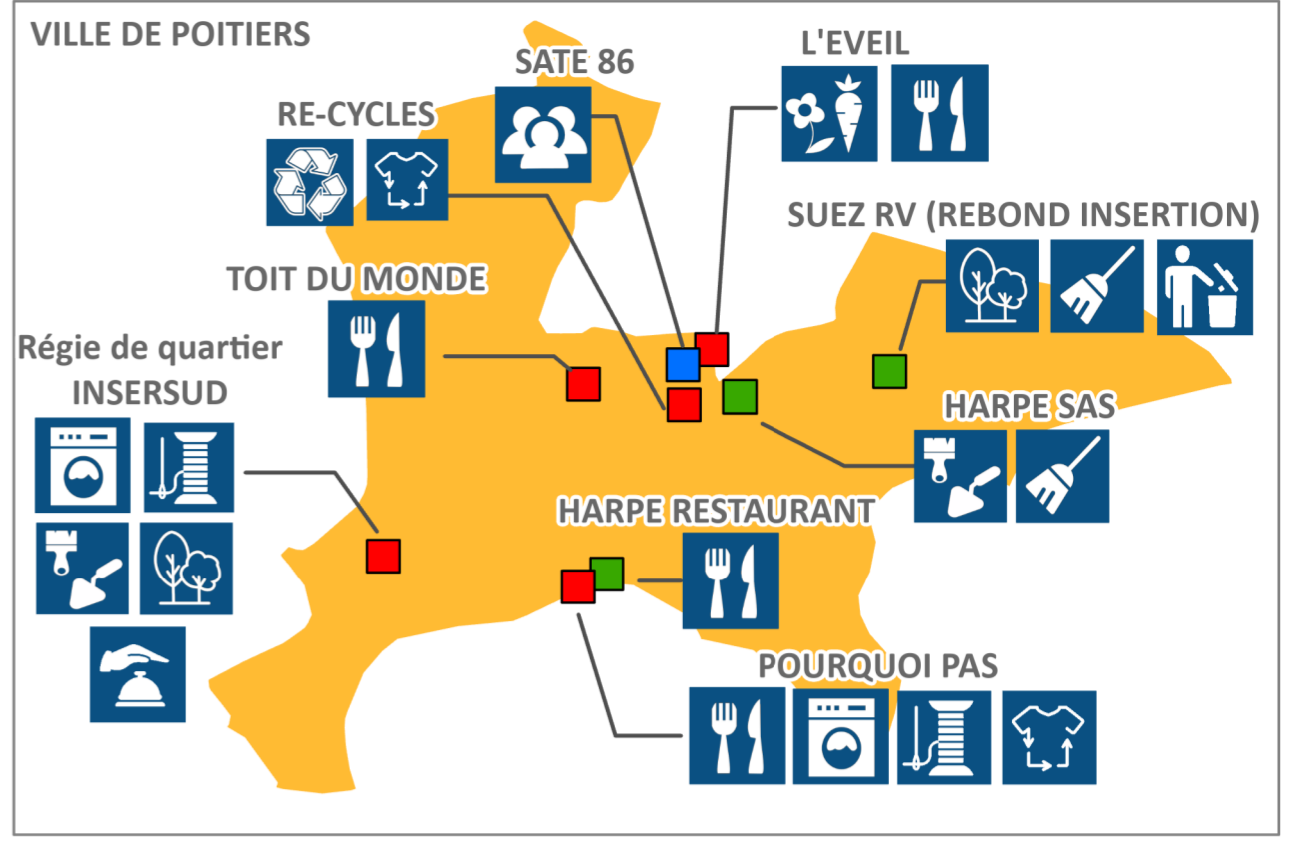 VILLE DE POITIERS
SATE 86
L'EVEIL
RE-CYCLES
SUEZ RV (REBOND INSERTION)
TOIT DU MONDE
Régie de quartier
INSERSUD
HARPE SAS
HARPE RESTAURANT
POURQUOI PAS